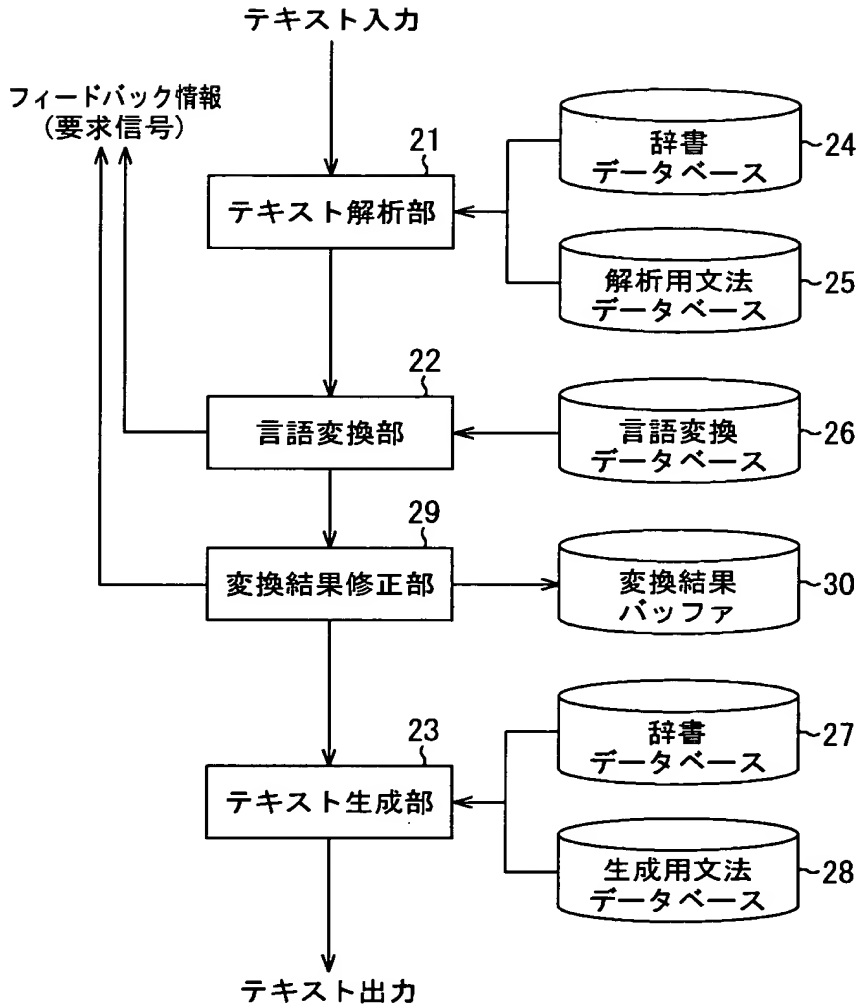 テキスト入力
フィードバック情報
(要求信号)
21
テキスト解析部
辞書
データベース
24
解析用文法
データベース
25
22
言語変換部
言語変換
データベース
26
29
変換結果修正部
変換結果
バッファ
30
23
テキスト生成部
辞書
データベース
27
生成用文法
データベース
28
テキスト出力